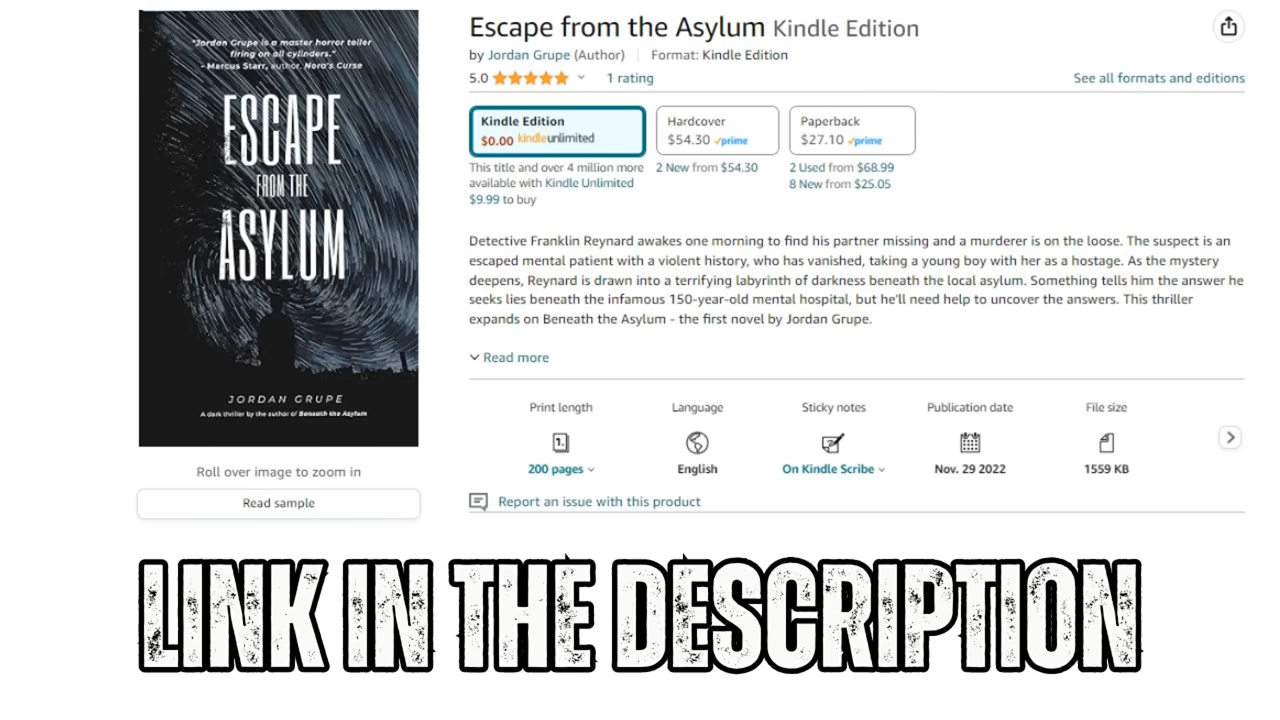 "Jordan Grupe is a master horror teller
firing on all cylinders."
- Marcus Starr, author, Nora's Curse
ESCAPE
FROM THE
ASYLUM
JORDAN GRUPE
A dark thriller by the author of Beneath the Asylum
Roll over image to zoom in
Read sample
Escape from the Asylum Kindle Edition
by Jordan Grupe (Author) Format: Kindle Edition
5.0 1 rating
See all formats and editions
Kindle Edition
$0.00 kindleunlimited
This title and over 4 million more
available with Kindle Unlimited
$9.99 to buy
Hardcover
$54.30 prime
2 New from $54.30
Paperback
$27.10 prime
2 Used from $68.99
8 New from $25.05
Detective Franklin Reynard awakes one morning to find his partner missing and a murderer is on the loose. The suspect is an
escaped mental patient with a violent history, who has vanished, taking a young boy with her as a hostage. As the mystery
deepens, Reynard is drawn into a terrifying labyrinth of darkness beneath the local asylum. Something tells him the answer he
seeks lies beneath the infamous 150-year-old mental hospital, but he'll need help to uncover the answers. This thriller
expands on Beneath the Asylum - the first novel by Jordan Grupe.
Read more
Print length
1.
200 pages
Language
English
Sticky notes
On Kindle Scribe
Publication date
Nov. 29 2022
File size
1559 KB
Report an issue with this product
LINK IN THE DESCRIPTION